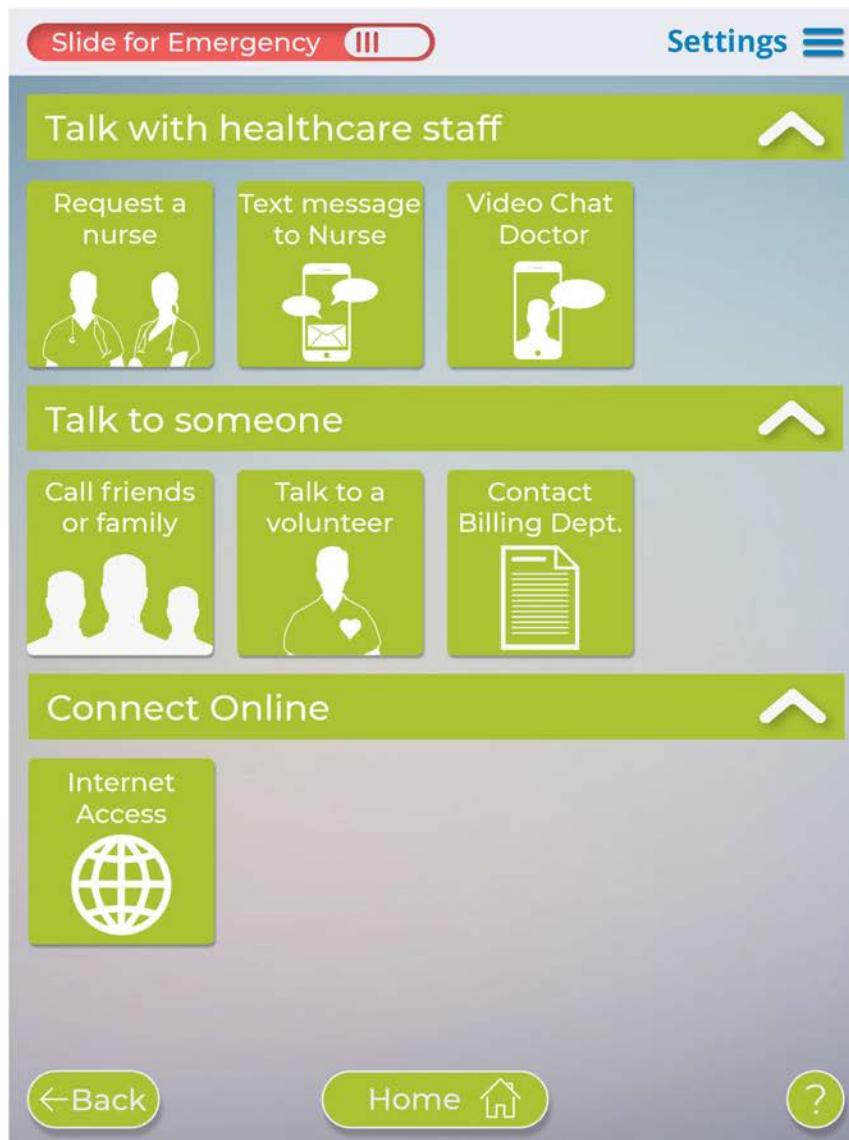 Slide for Emergency
Settings
Talk with healthcare staff
Request a
nurse
Text message
to Nurse
Video Chat
Doctor
Talk to someone
Call friends
or family
Talk to a
volunteer
Contact
Billing Dept.
Connect Online
Internet
Access
←Back
Home
?